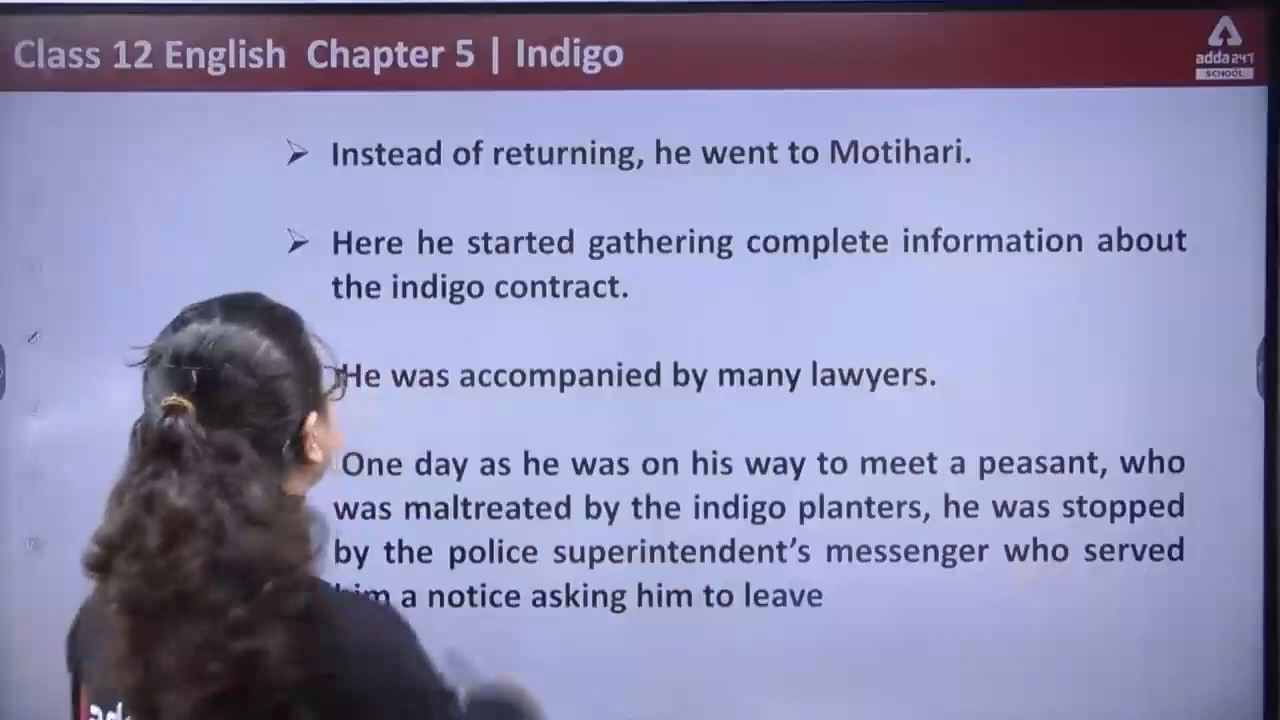 Class 12 English Chapter 5 | Indigo
adda247
SCHOOL
Instead of returning, he went to Motihari.
Here he started gathering complete information about
the indigo contract.
He was accompanied by many lawyers.
One day as he was on his way to meet a peasant, who
was maltreated by the indigo planters, he was stopped
by the police superintendent's messenger who served
him a notice asking him to leave